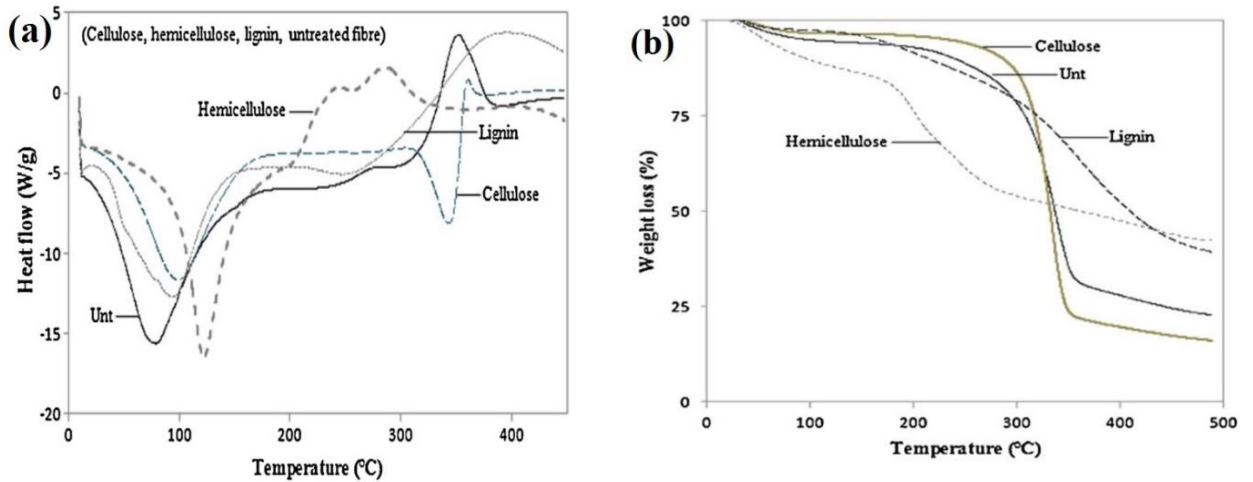 (a)
(Cellulose, hemicellulose, lignin, untreated fibre)
5
0
-5
-10
-15
-20
Heat flow (W/g)
Hemicellulose
Lignin
Cellulose
Unt
0
100
200
300
400
Temperature (°C)
(b)
100
75
50
25
0
Weight loss (%)
Cellulose
Unt
Lignin
Hemicellulose
0
100
200
300
400
500
Temperature (°C)